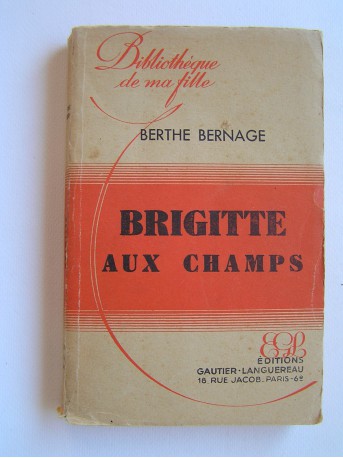 Bibliothèque
de ma fille
BERTHE BERNAGE
BRIGITTE
AUX CHAMPS
EGL
ÉDITIONS
GAUTIER-LANGUEREAU
18 RUE JACOB. PARIS-6e